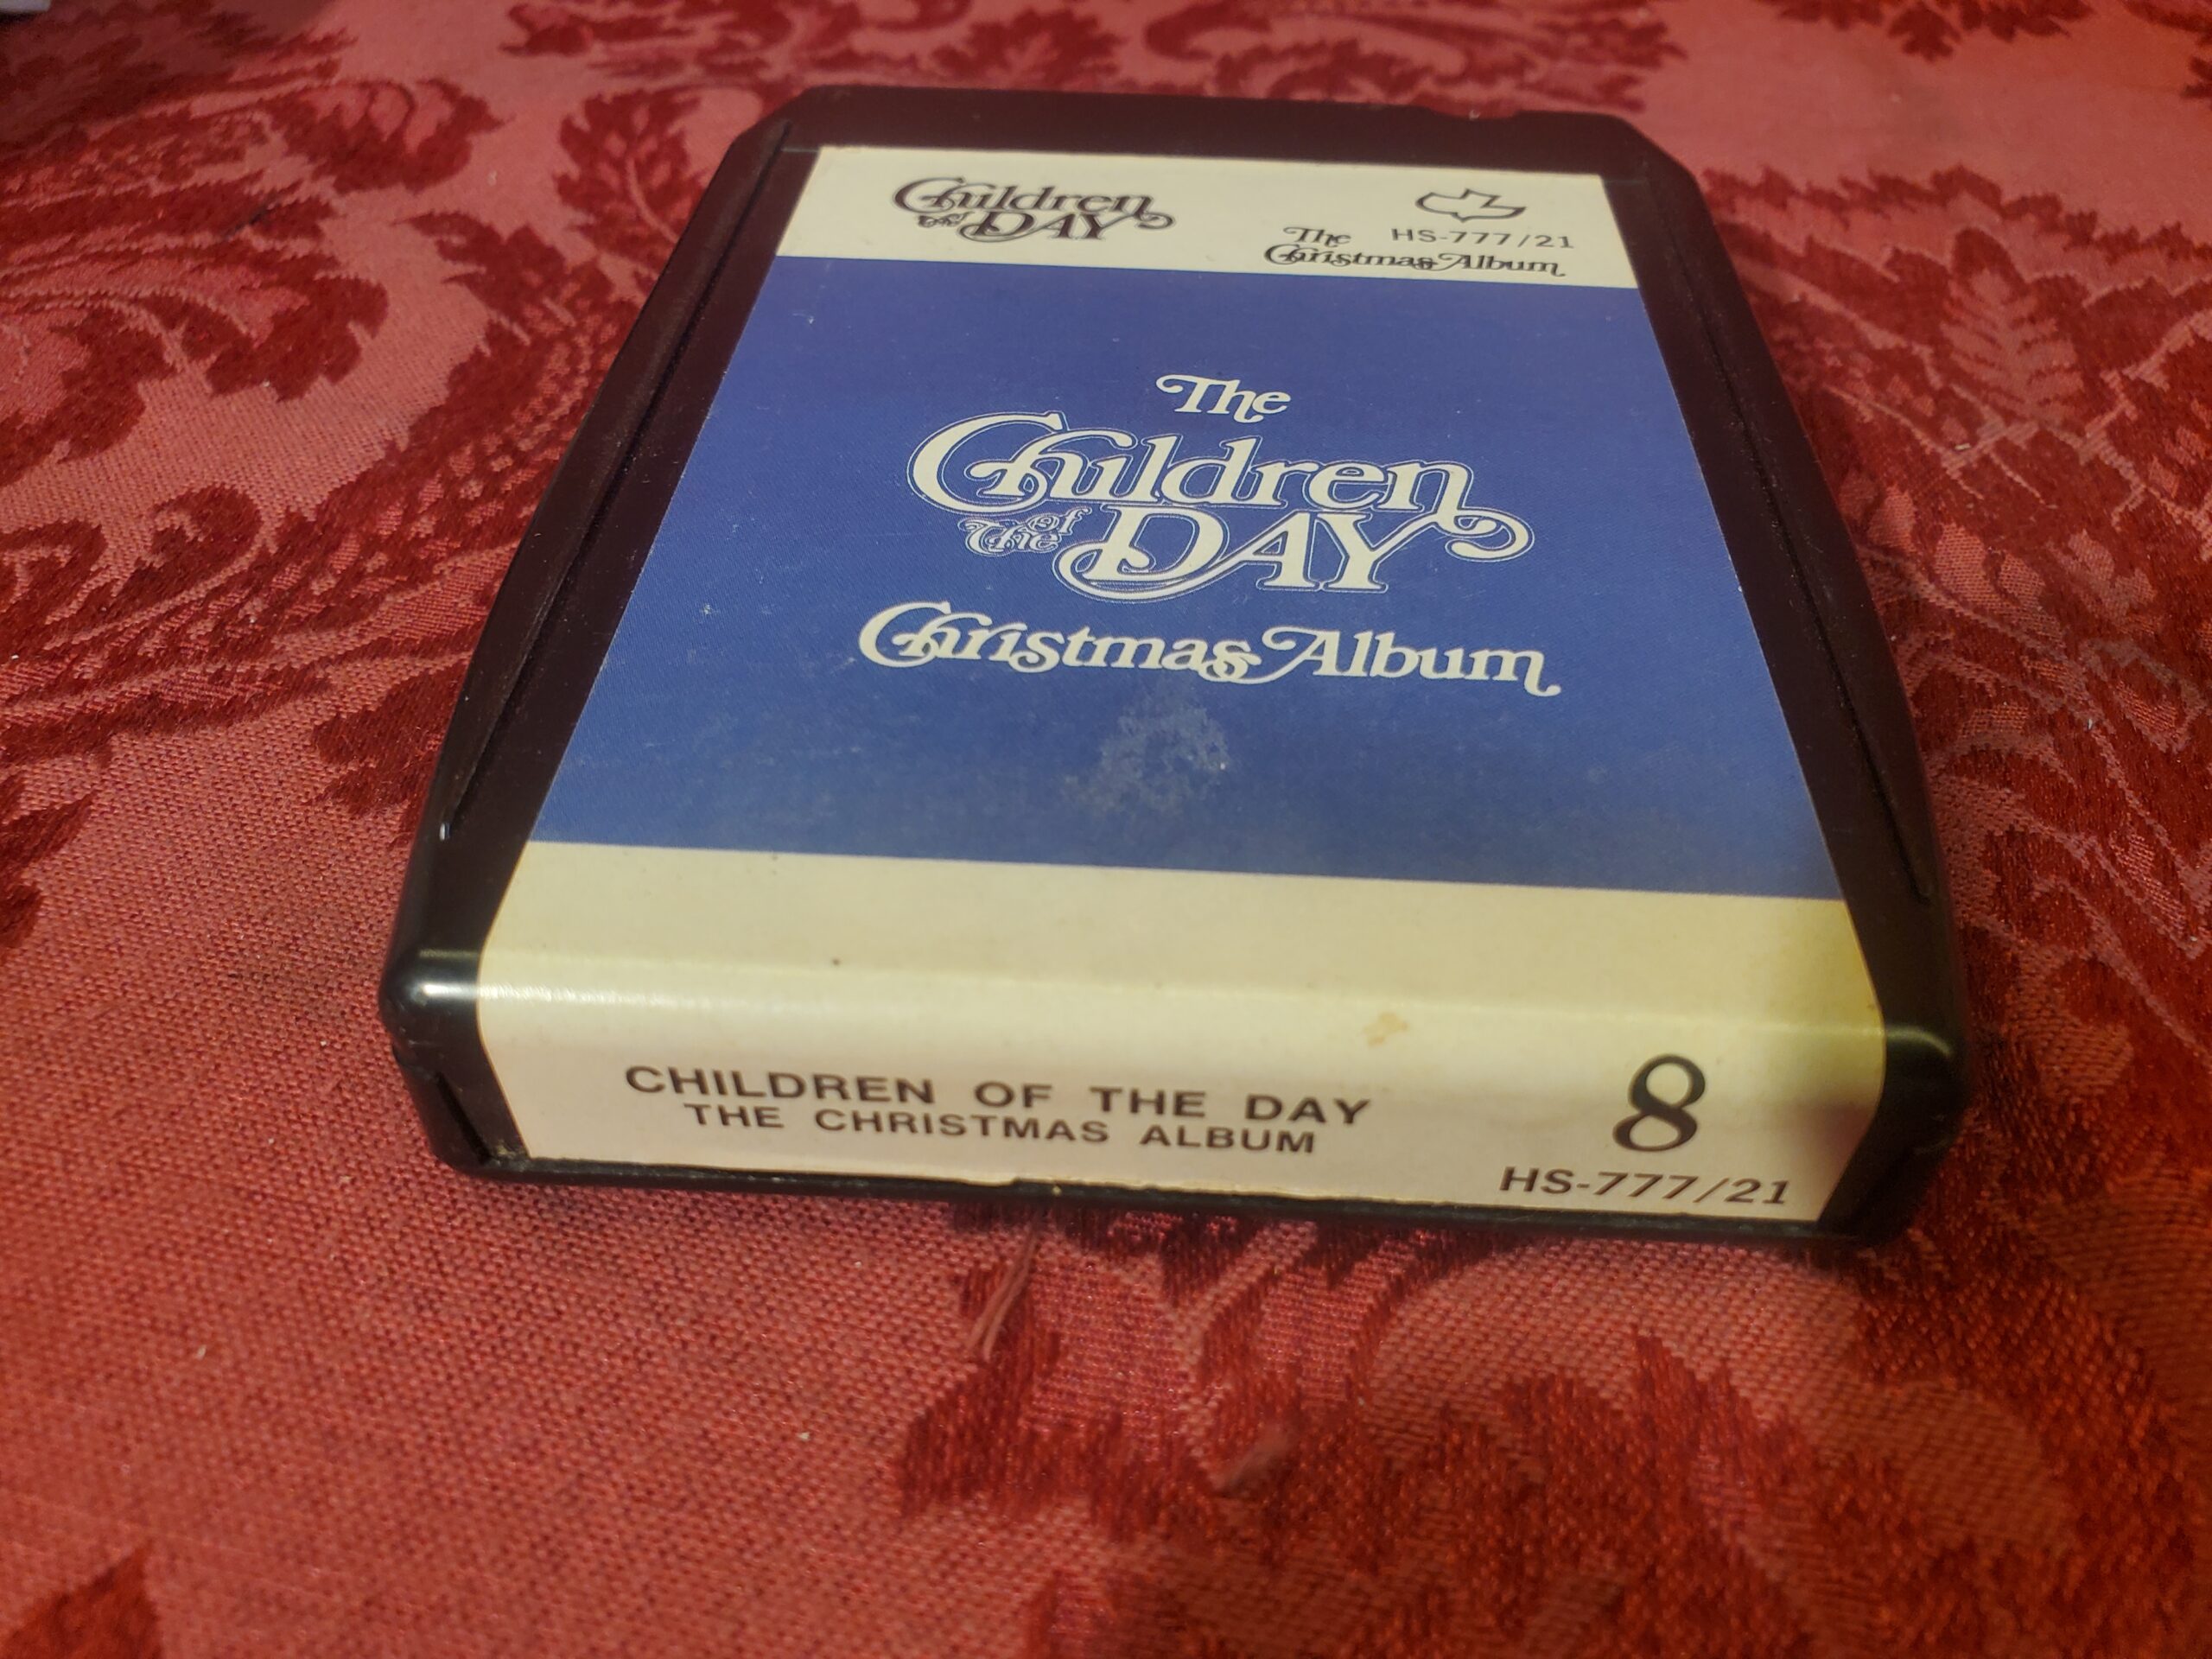 Children
of The DAY
HS-777/21
The
Christmas Album
The
Children
of The DAY
Christmas Album
CHILDREN OF THE DAY
THE CHRISTMAS ALBUM
8
HS-777/21